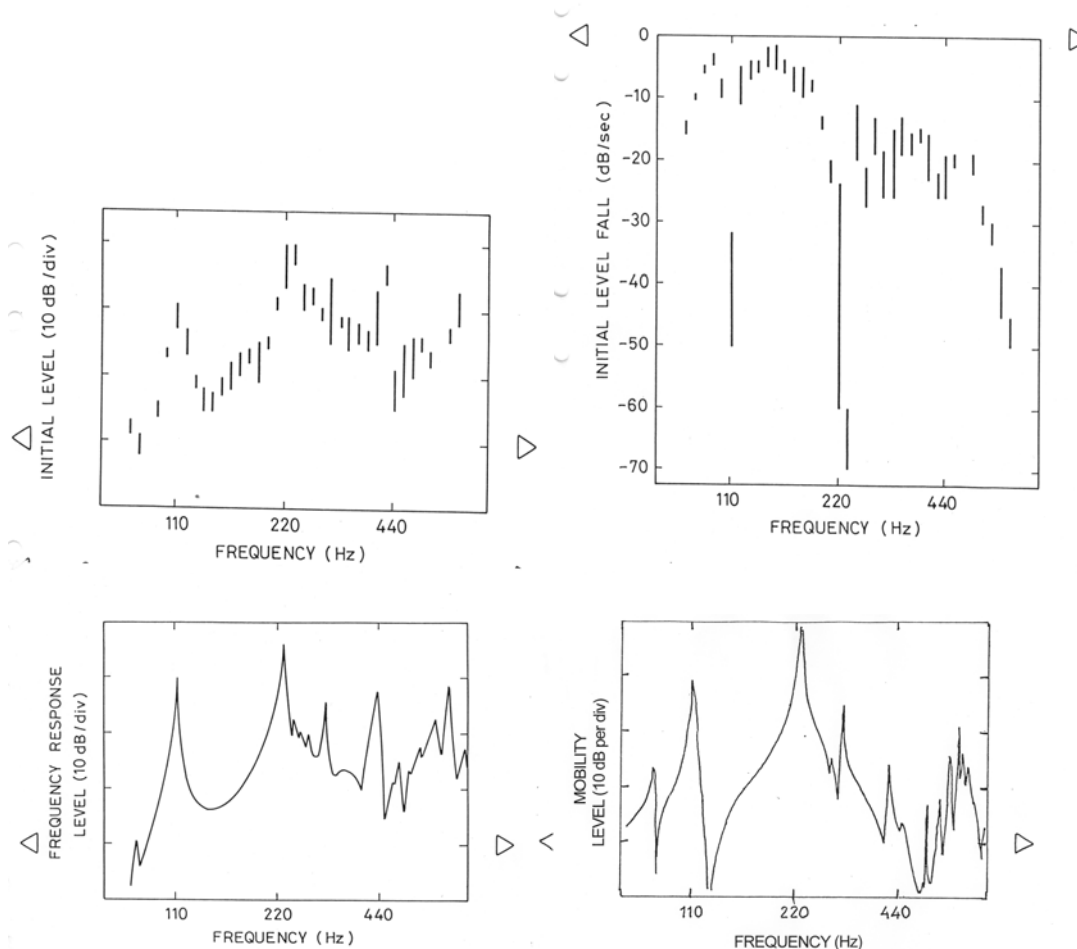 INITIAL LEVEL (10 dB/div)
110 220 440
FREQUENCY (Hz)
INITIAL LEVEL FALL (dB/sec)
0
-10
-20
-30
-40
-50
-60
-70
110 220 440
FREQUENCY (Hz)
FREQUENCY RESPONSE
LEVEL (10 dB/div)
110 220 440
FREQUENCY (Hz)
MOBILITY
LEVEL (10 dB per div)
110 220 440
FREQUENCY (Hz)